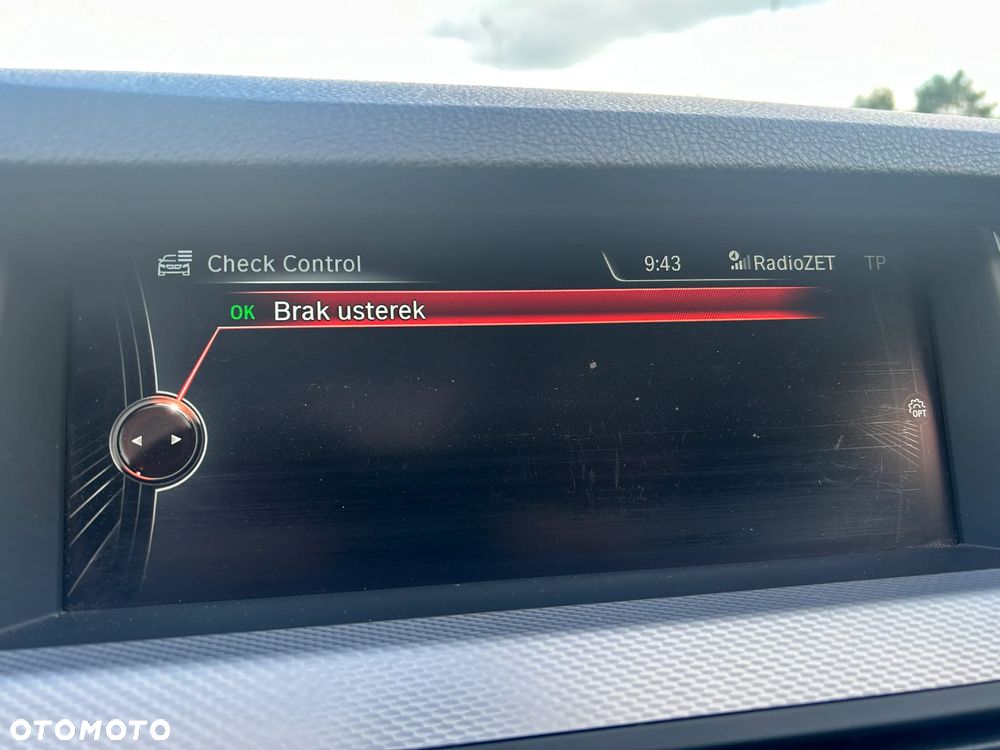 Check Control
9:43
RadioZET
TP
OK Brak usterek
OPT
OTOMOTO